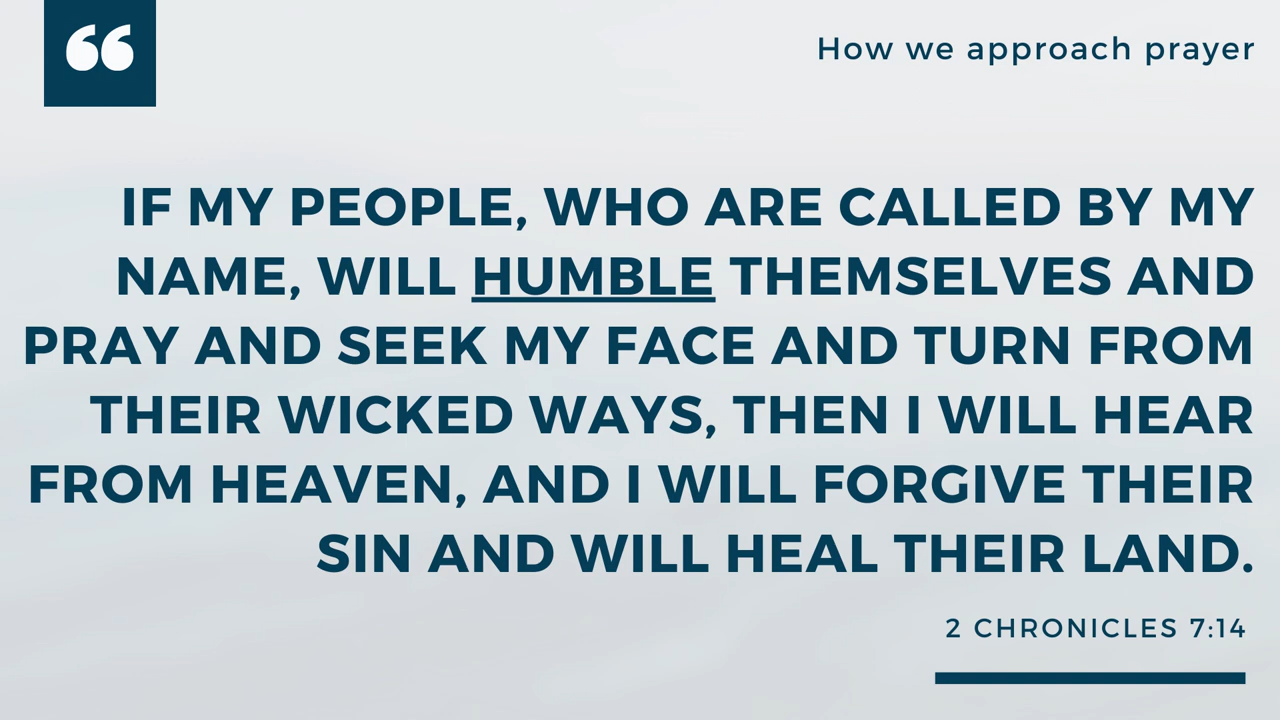 “
How we approach prayer
IF MY PEOPLE, WHO ARE CALLED BY MY
NAME, WILL HUMBLE THEMSELVES AND
PRAY AND SEEK MY FACE AND TURN FROM
THEIR WICKED WAYS, THEN I WILL HEAR
FROM HEAVEN, AND I WILL FORGIVE THEIR
SIN AND WILL HEAL THEIR LAND.
2 CHRONICLES 7:14